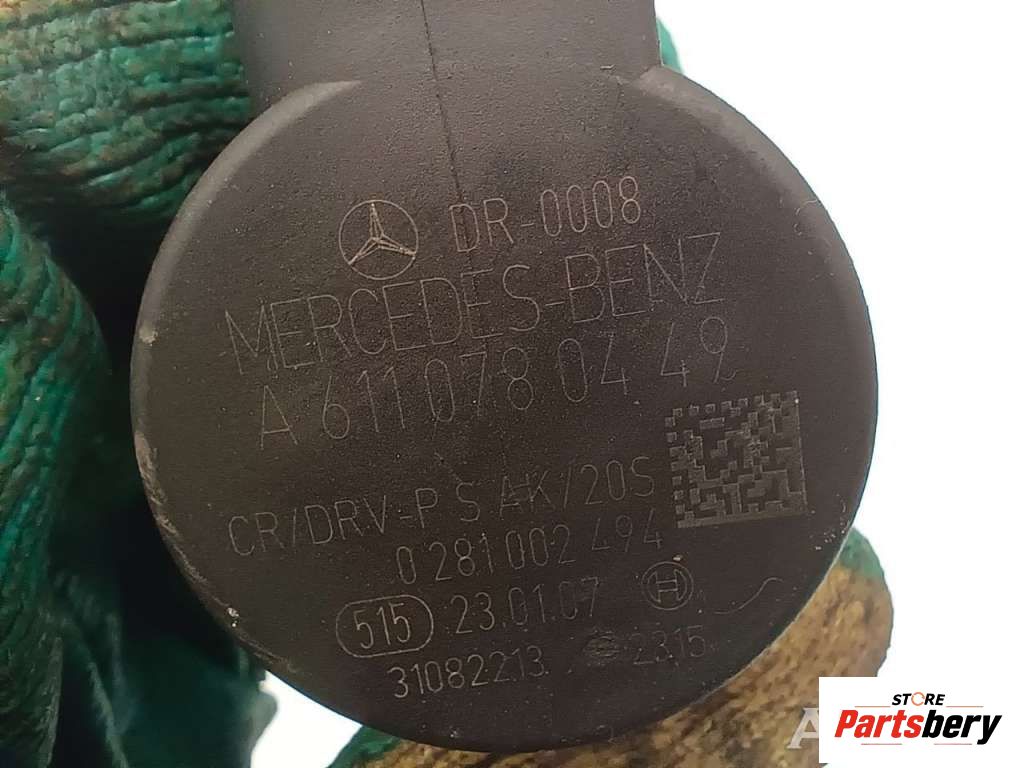 DR-0008
MERCEDES-BENZ
A 611 078 04 49
CR/DRV-P S AK/20S
0 281 002 494
515 23.01.07
31082213 2315
STORE
Partsbery